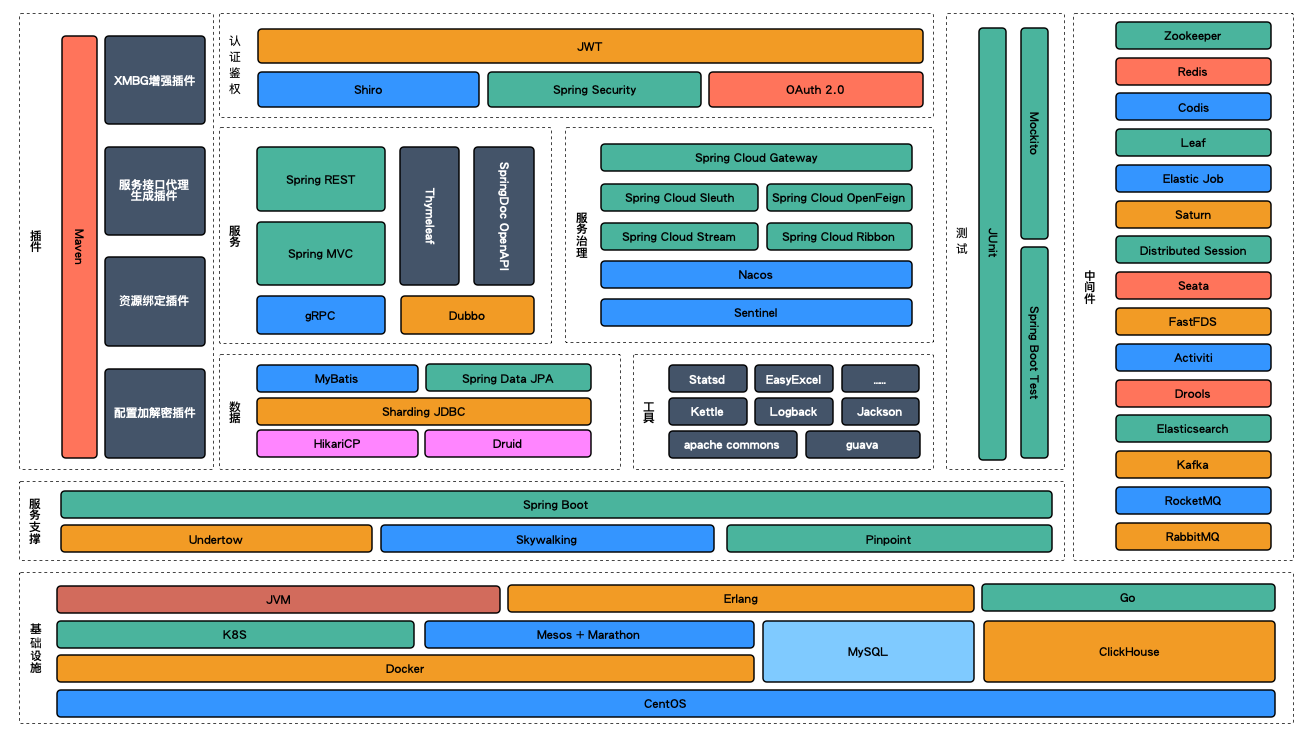 插件
Maven
XMBG增强插件
服务接口代理
生成插件
资源绑定插件
配置加解密插件
认证鉴权
JWT
Shiro
Spring Security
OAuth 2.0
服务
Spring REST
Spring MVC
Thymeleaf
SpringDoc OpenAPI
gRPC
Dubbo
服务治理
Spring Cloud Gateway
Spring Cloud Sleuth
Spring Cloud OpenFeign
Spring Cloud Stream
Spring Cloud Ribbon
Nacos
Sentinel
数据
MyBatis
Spring Data JPA
Sharding JDBC
HikariCP
Druid
工具
Statsd
EasyExcel
......
Kettle
Logback
Jackson
apache commons
guava
测试
JUnit
Mockito
Spring Boot Test
中间件
Zookeeper
Redis
Codis
Leaf
Elastic Job
Saturn
Distributed Session
Seata
FastFDS
Activiti
Drools
Elasticsearch
Kafka
RocketMQ
RabbitMQ
服务支撑
Spring Boot
Undertow
Skywalking
Pinpoint
基础设施
JVM
Erlang
Go
K8S
Mesos + Marathon
MySQL
ClickHouse
Docker
CentOS